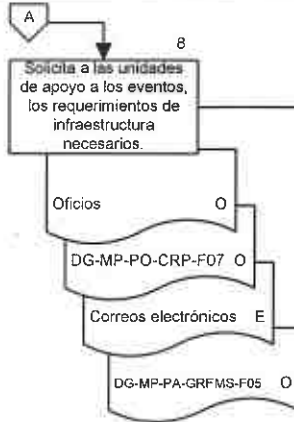 A
8
Solicita a las unidades
de apoyo a los eventos,
los requerimientos de
infraestructura
necesarios.
Oficios O
DG-MP-PO-CRP-F07 O
Correos electrónicos E
DG-MP-PA-GRFMS-F05 O